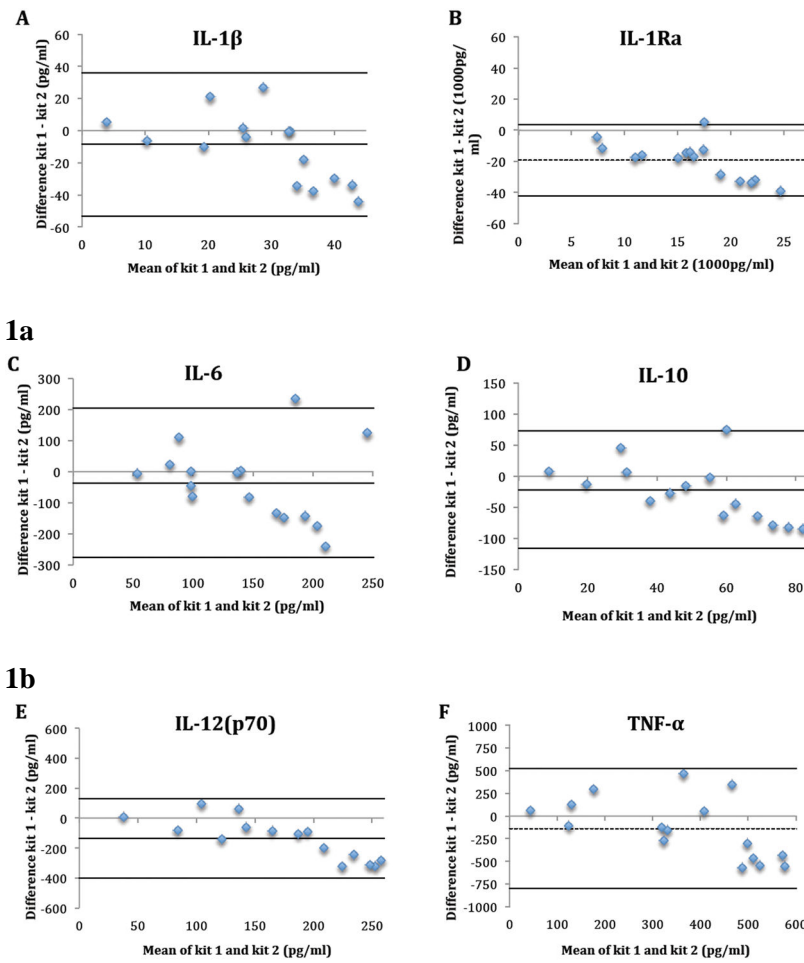 A
IL-1β
Difference kit 1 - kit 2 (pg/ml)
60
40
20
0
-20
-40
-60
0 10 20 30 40
Mean of kit 1 and kit 2 (pg/ml)
B
IL-1Ra
Difference kit 1 - kit 2 (1000pg/
ml)
60
40
20
0
-20
-40
-60
0 5 10 15 20 25
Mean of kit 1 and kit 2 (1000pg/ml)
1a
C
IL-6
Difference kit 1 - kit 2 (pg/ml)
300
200
100
0
-100
-200
-300
0 50 100 150 200 250
Mean of kit 1 and kit 2 (pg/ml)
D
IL-10
Difference kit 1 - kit 2 (pg/ml)
150
100
50
0
-50
-100
-150
0 20 40 60 80
Mean of kit 1 and kit 2 (pg/ml)
1b
E
IL-12(p70)
Difference kit 1 - kit 2 (pg/ml)
600
400
200
0
-200
-400
-600
0 50 100 150 200 250
Mean of kit 1 and kit 2 (pg/ml)
F
TNF-α
Difference kit 1 - kit 2 (pg/ml)
1000
750
500
250
0
-250
-500
-750
-1000
0 100 200 300 400 500 600
Mean of kit 1 and kit 2 (pg/ml)